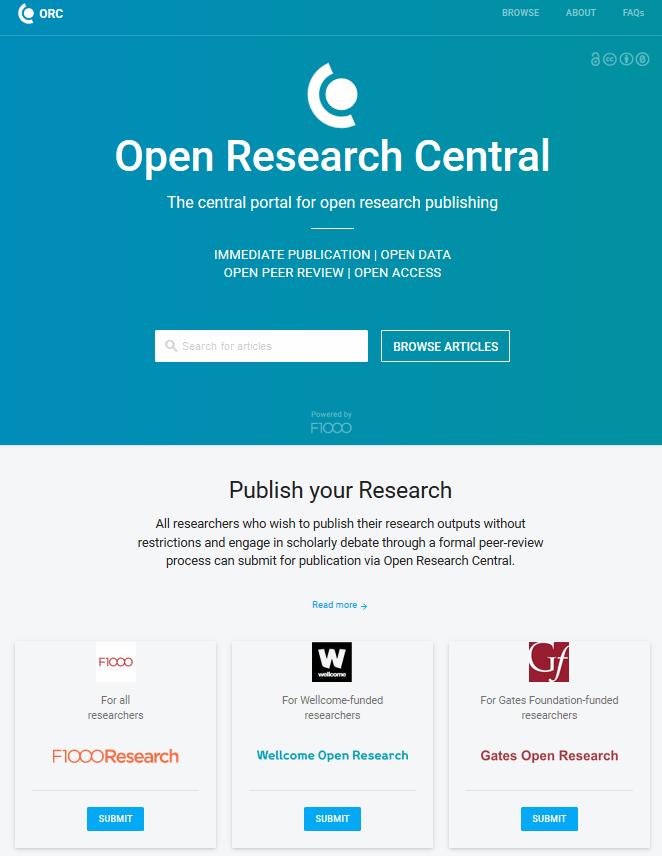 ORC
BROWSE ABOUT FAQs
Open Research Central
The central portal for open research publishing
IMMEDIATE PUBLICATION | OPEN DATA
OPEN PEER REVIEW | OPEN ACCESS
Search for articles
BROWSE ARTICLES
Powered by
F1000
Publish your Research
All researchers who wish to publish their research outputs without
restrictions and engage in scholarly debate through a formal peer-review
process can submit for publication via Open Research Central.
Read more →
F1000
For all
researchers
F1000Research
SUBMIT
W
wellcome
For Wellcome-funded
researchers
Wellcome Open Research
SUBMIT
Gf
For Gates Foundation-funded
researchers
Gates Open Research
SUBMIT